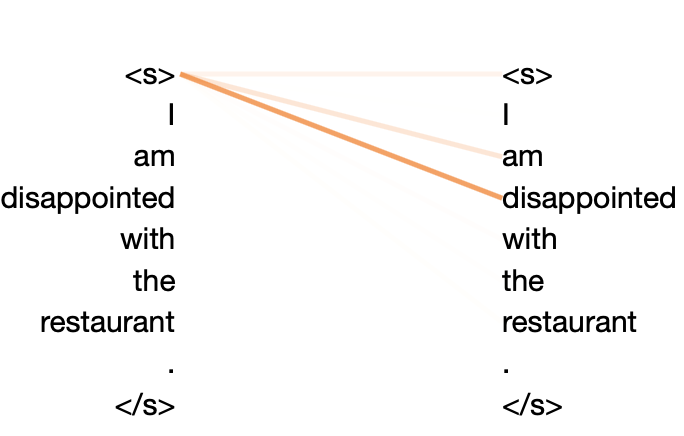 <s> <s>
I I
am am
disappointed disappointed
with with
the the
restaurant restaurant
. .
</s> </s>